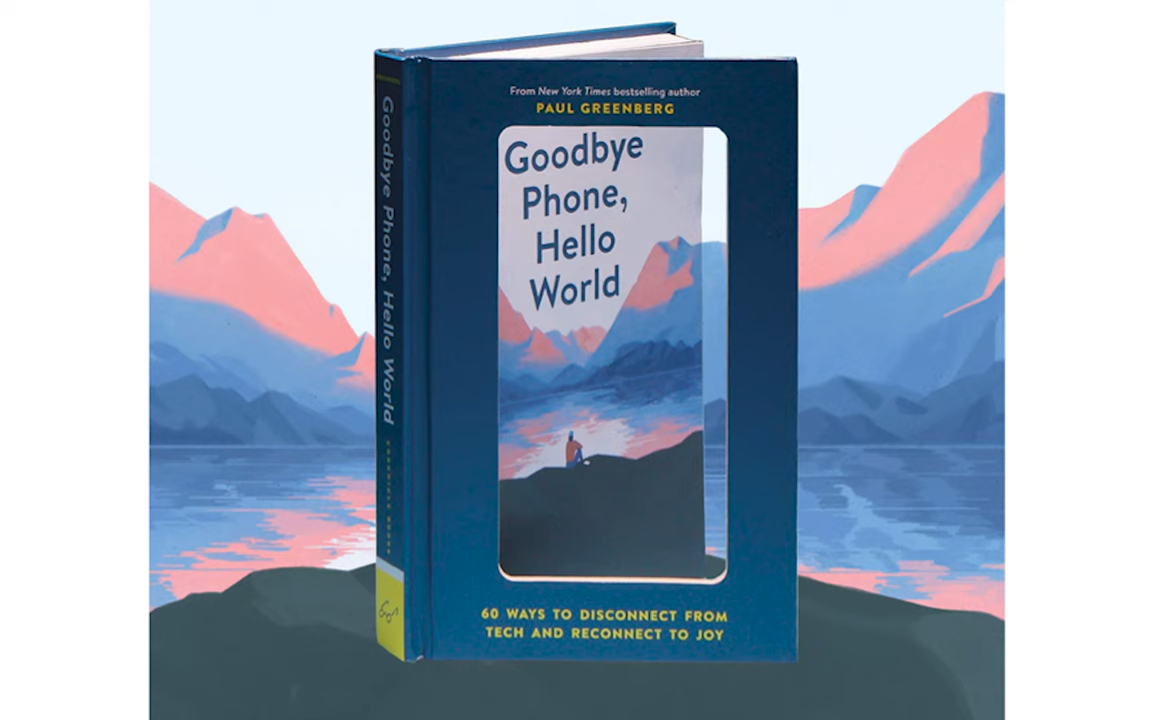 From New York Times bestselling author
PAUL GREENBERG
Goodbye
Phone,
Hello
World
60 WAYS TO DISCONNECT FROM
TECH AND RECONNECT TO JOY
Goodbye Phone, Hello World